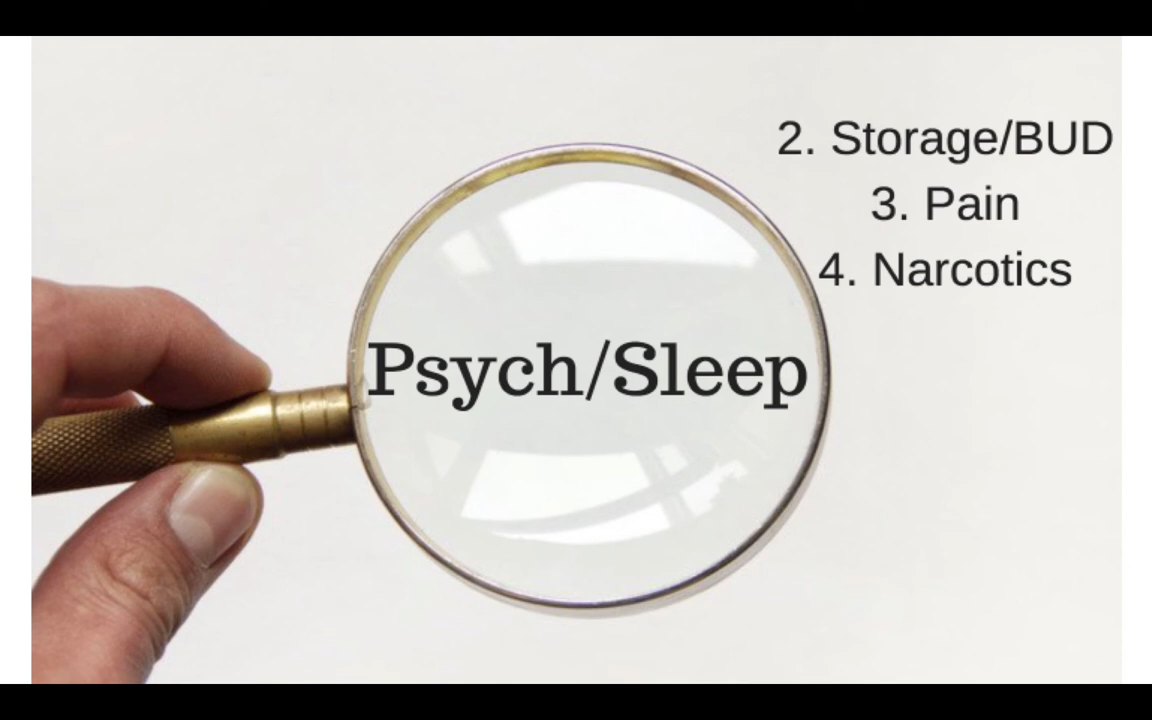 2. Storage/BUD
3. Pain
4. Narcotics
Psych/Sleep